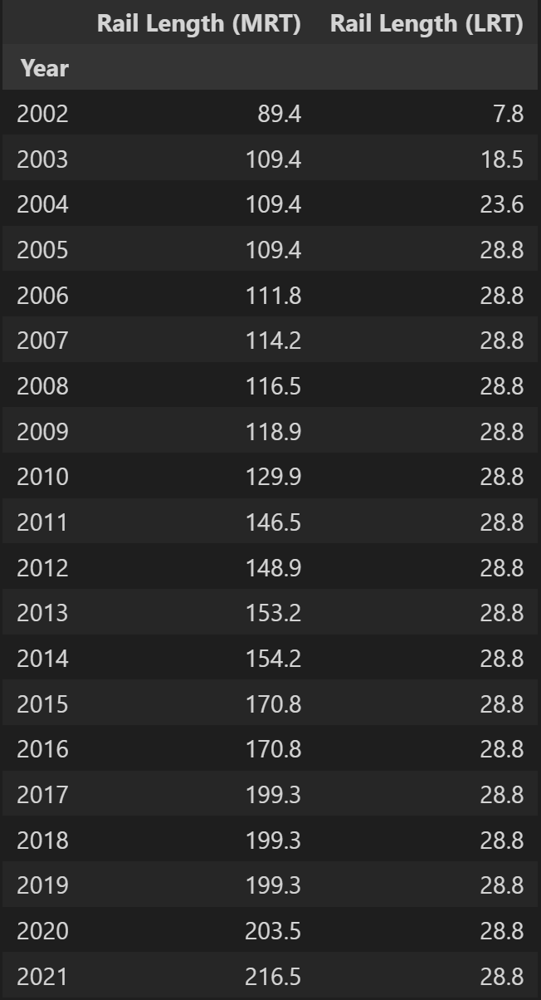 Rail Length (MRT) Rail Length (LRT)
Year
2002 89.4 7.8
2003 109.4 18.5
2004 109.4 23.6
2005 109.4 28.8
2006 111.8 28.8
2007 114.2 28.8
2008 116.5 28.8
2009 118.9 28.8
2010 129.9 28.8
2011 146.5 28.8
2012 148.9 28.8
2013 153.2 28.8
2014 154.2 28.8
2015 170.8 28.8
2016 170.8 28.8
2017 199.3 28.8
2018 199.3 28.8
2019 199.3 28.8
2020 203.5 28.8
2021 216.5 28.8